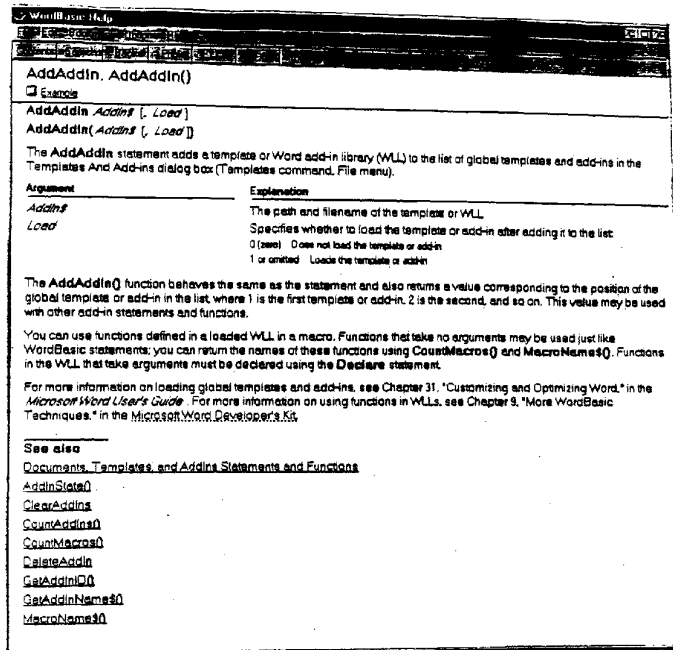 WordBasic Help
AddAddIn, AddAddIn()
Example
AddAddIn AddIn$ [, Load]
AddAddIn(AddIn$ [, Load])
The AddAddIn statement adds a template or Word add-in library (WLL) to the list of global templates and add-ins in the
Templates And Add-ins dialog box (Templates command, File menu).
Argument Explanation
AddIn$ The path and filename of the template or WLL
Load Specifies whether to load the template or add-in after adding it to the list:
0 (zero) Does not load the template or add-in
1 or omitted Loads the template or add-in
The AddAddIn() function behaves the same as the statement and also returns a value corresponding to the position of the
global template or add-in in the list, where 1 is the first template or add-in, 2 is the second, and so on. This value may be used
with other add-in statements and functions.
You can use functions defined in a loaded WLL in a macro. Functions that take no arguments may be used just like
WordBasic statements; you can return the names of these functions using CountMacros() and MacroName$(). Functions
in the WLL that take arguments must be declared using the Declare statement.
For more information on loading global templates and add-ins, see Chapter 31, "Customizing and Optimizing Word," in the
Microsoft Word User's Guide . For more information on using functions in WLLs, see Chapter 9, "More WordBasic
Techniques," in the Microsoft Word Developer's Kit.
See also
Documents, Templates, and AddIns Statements and Functions
AddInState()
ClearAddIns
CountAddIns()
CountMacros()
DeleteAddIn
GetAddInID()
GetAddInName$()
MacroName$()